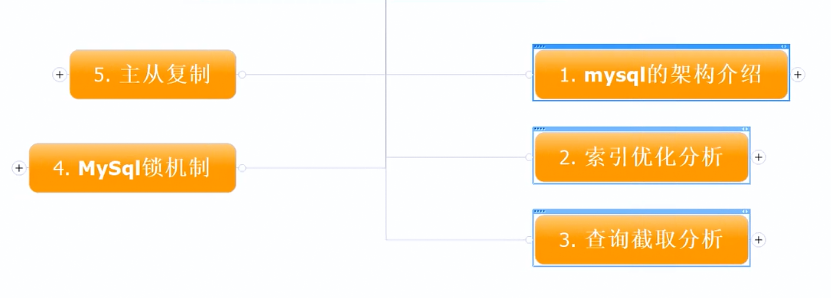 5. 主从复制
1. mysql的架构介绍
4. MySql锁机制
2. 索引优化分析
3. 查询截取分析